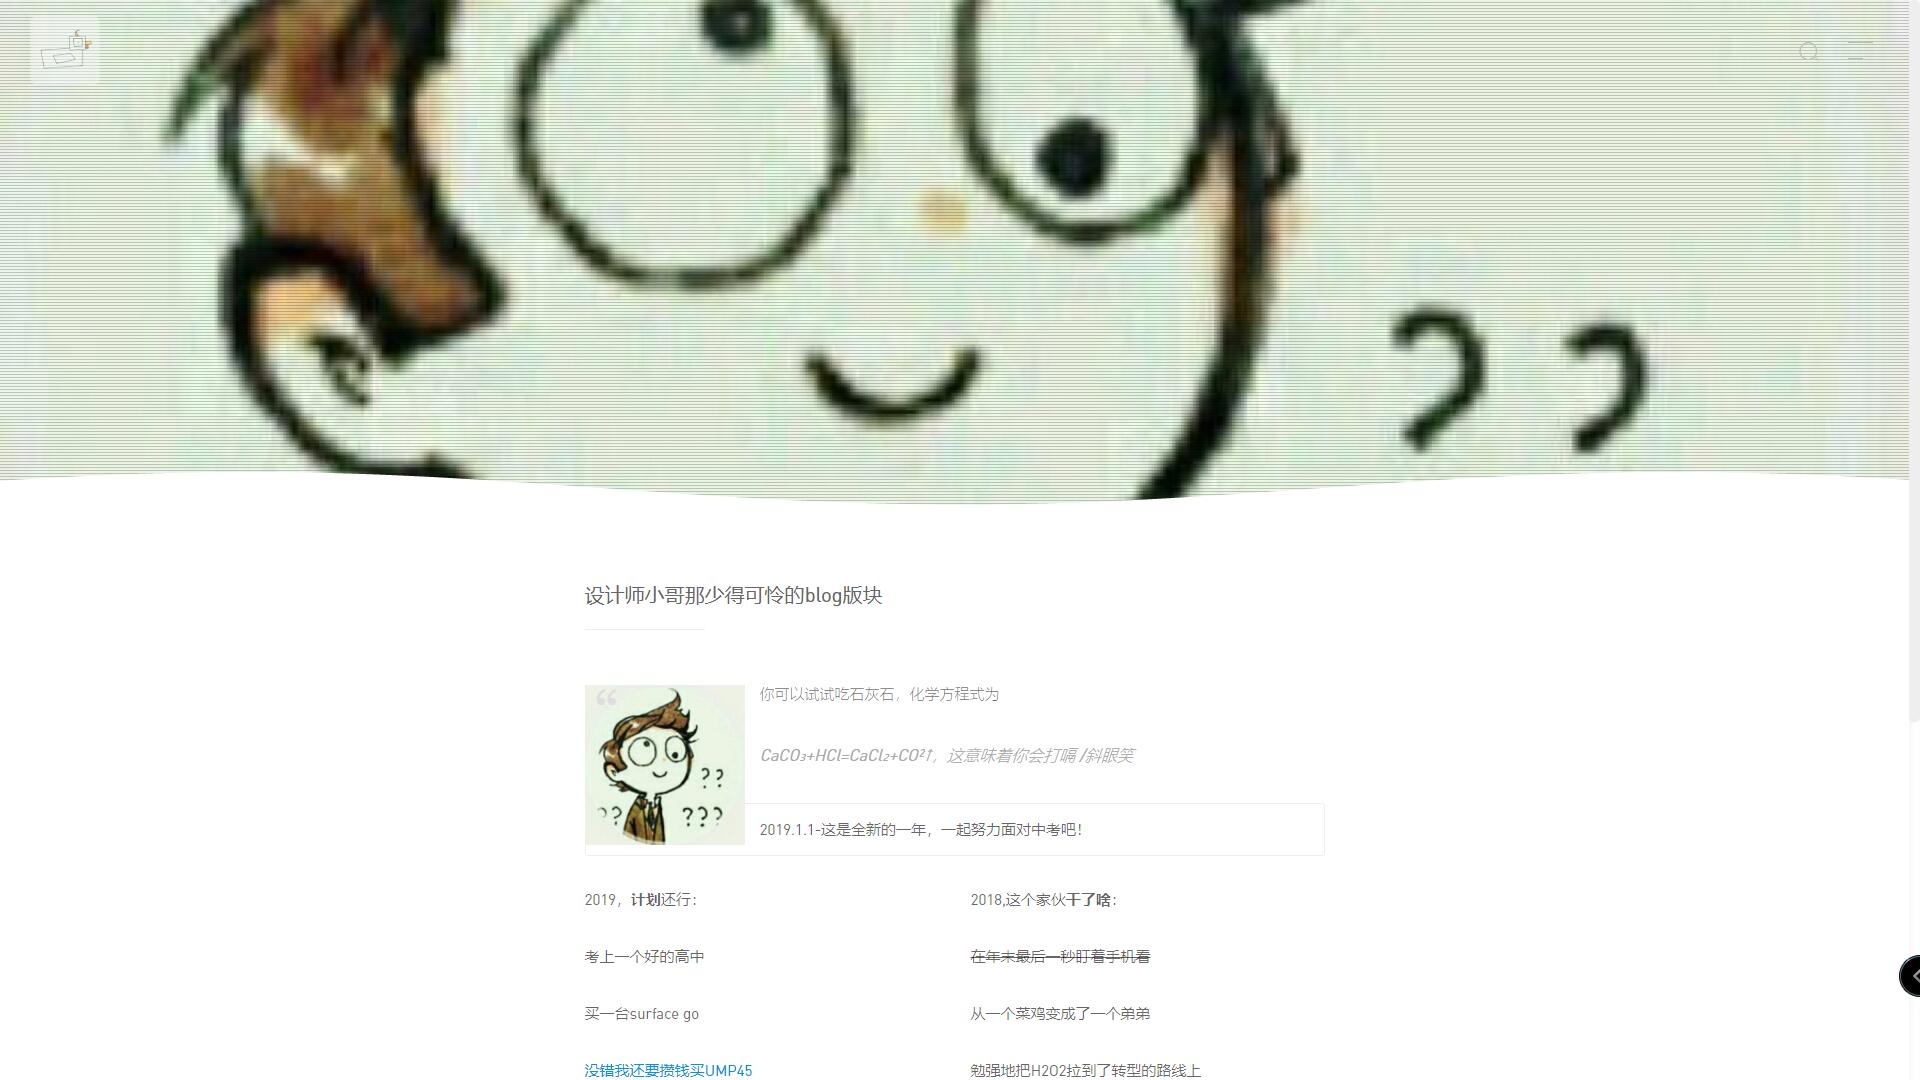 ? ?
设计师小哥那少得可怜的blog版块
“
你可以试试吃石灰石，化学方程式为
CaCO₃+HCl=CaCl₂+CO²↑，这意味着你会打嗝 /斜眼笑
? ?
? ? ? ? ?
2019.1.1-这是全新的一年，一起努力面对中考吧！
2019，计划还行：
2018,这个家伙干了啥：
考上一个好的高中
在年末最后一秒盯着手机看
买一台surface go
从一个菜鸡变成了一个弟弟
没错我还要攒钱买UMP45
勉强地把H2O2拉到了转型的路线上